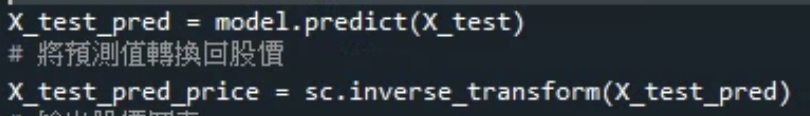 X_test_pred = model.predict(X_test)
# 將預測值轉換回股價
X_test_pred_price = sc.inverse_transform(X_test_pred)